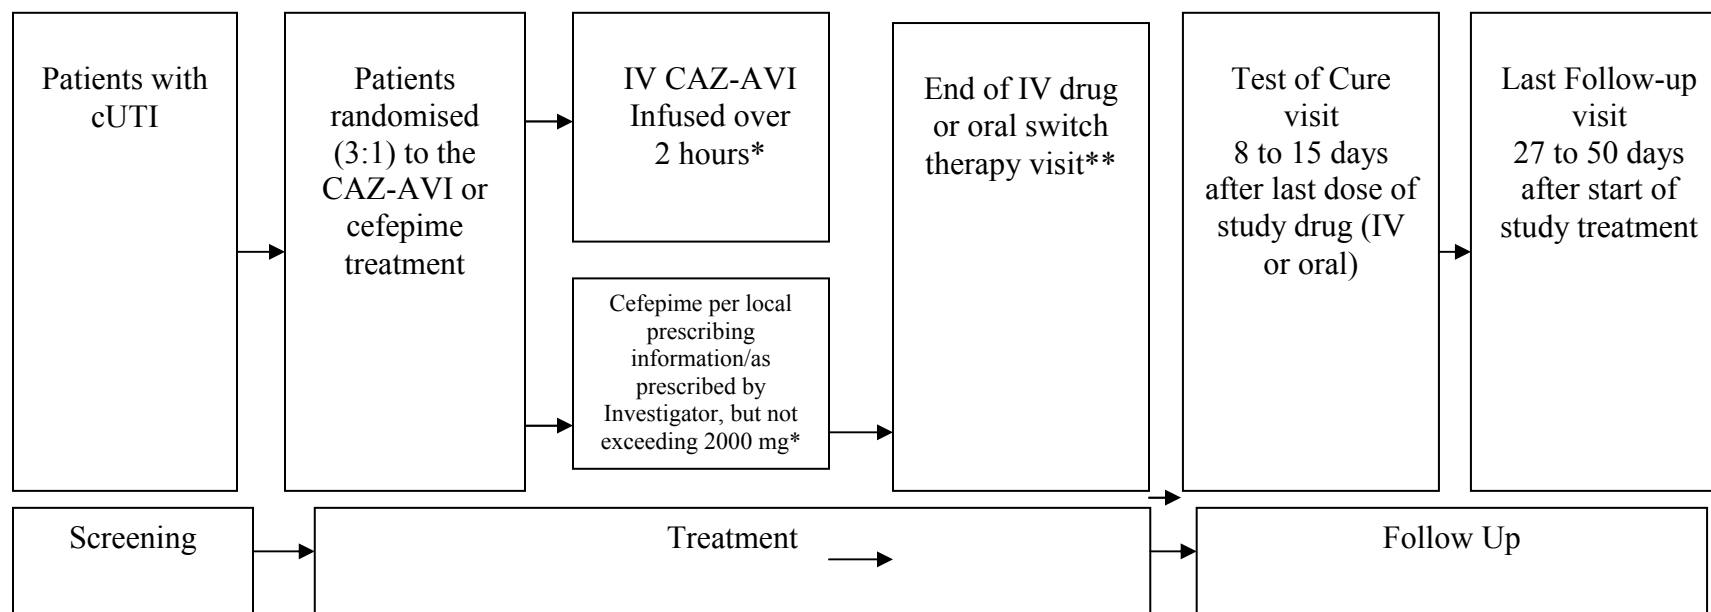 Patients with
cUTI
Patients
randomised
(3:1) to the
CAZ-AVI or
cefepime
treatment
IV CAZ-AVI
Infused over
2 hours*
Cefepime per local
prescribing
information/as
prescribed by
Investigator, but not
exceeding 2000 mg*
End of IV drug
or oral switch
therapy visit**
Test of Cure
visit
8 to 15 days
after last dose of
study drug (IV
or oral)
Last Follow-up
visit
27 to 50 days
after start of
study treatment
Screening
Treatment
Follow Up